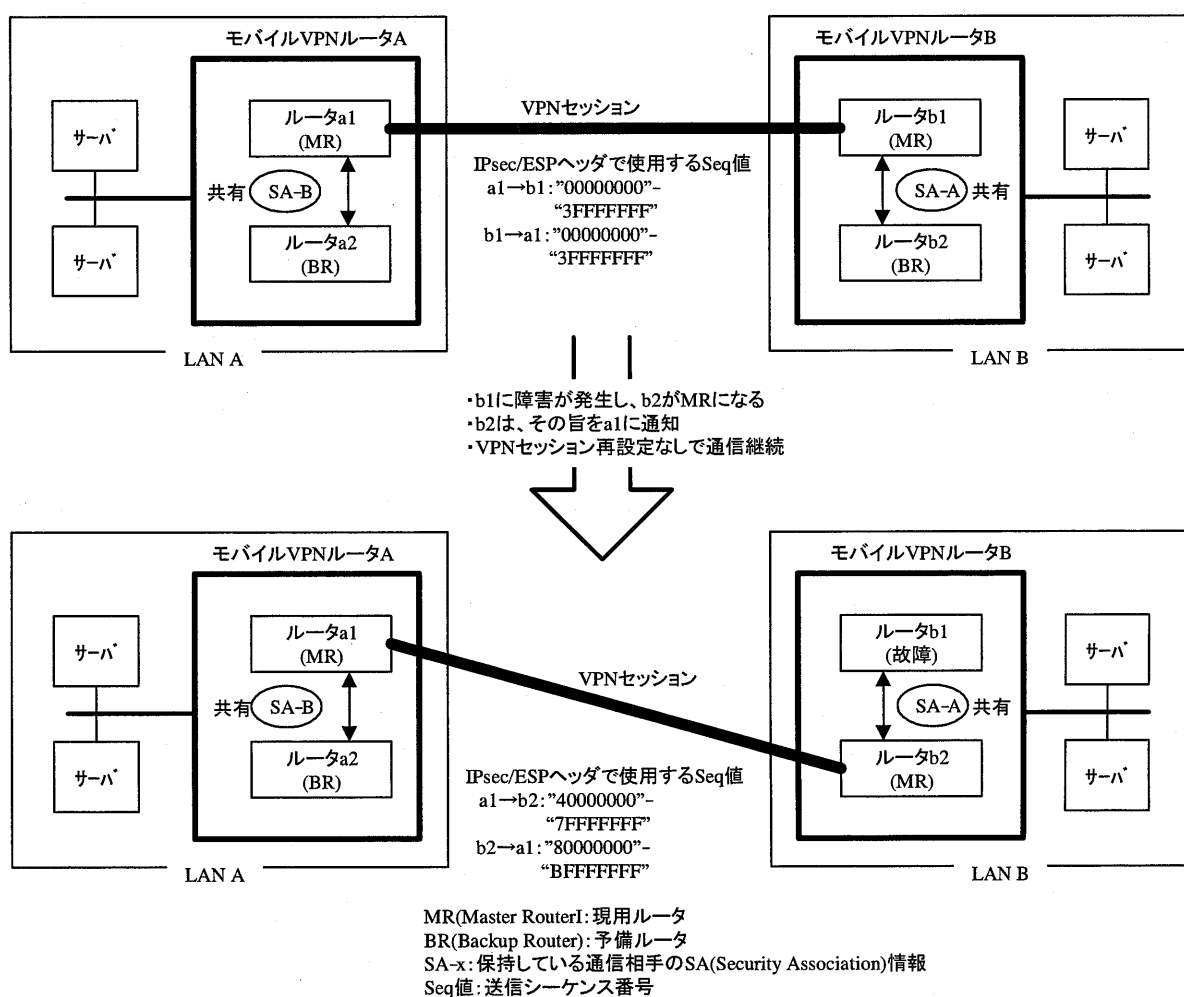 モバイルVPNルータA
モバイルVPNルータB
サーバ
サーバ
ルータa1
(MR)
共有
SA-B
ルータa2
(BR)
LAN A
VPNセッション
IPsec/ESPヘッダで使用するSeq値
a1→b1:"00000000"-
“3FFFFFFF”
b1→a1:"00000000"-
“3FFFFFFF”
ルータb1
(MR)
SA-A
共有
ルータb2
(BR)
サーバ
サーバ
LAN B
・b1に障害が発生し、b2がMRになる
・b2は、その旨をa1に通知
・VPNセッション再設定なしで通信継続
モバイルVPNルータA
モバイルVPNルータB
サーバ
サーバ
ルータa1
(MR)
共有
SA-B
ルータa2
(BR)
LAN A
VPNセッション
IPsec/ESPヘッダで使用するSeq値
a1→b2:"40000000"-
“7FFFFFFF”
b2→a1:"80000000"-
“BFFFFFFF”
ルータb1
(故障)
SA-A
共有
ルータb2
(MR)
サーバ
サーバ
LAN B
MR(Master RouterI:現用ルータ
BR(Backup Router):予備ルータ
SA-x:保持している通信相手のSA(Security Association)情報
Seq値:送信シーケンス番号